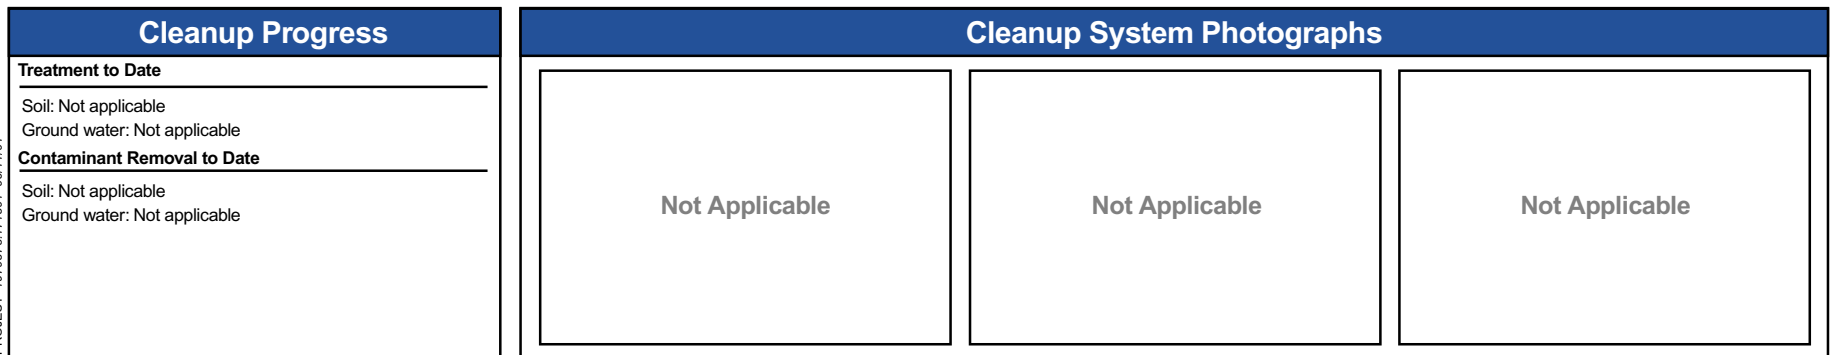 Cleanup Progress
Treatment to Date
Soil: Not applicable
Ground water: Not applicable
Contaminant Removal to Date
Soil: Not applicable
Ground water: Not applicable
Cleanup System Photographs
Not Applicable
Not Applicable
Not Applicable